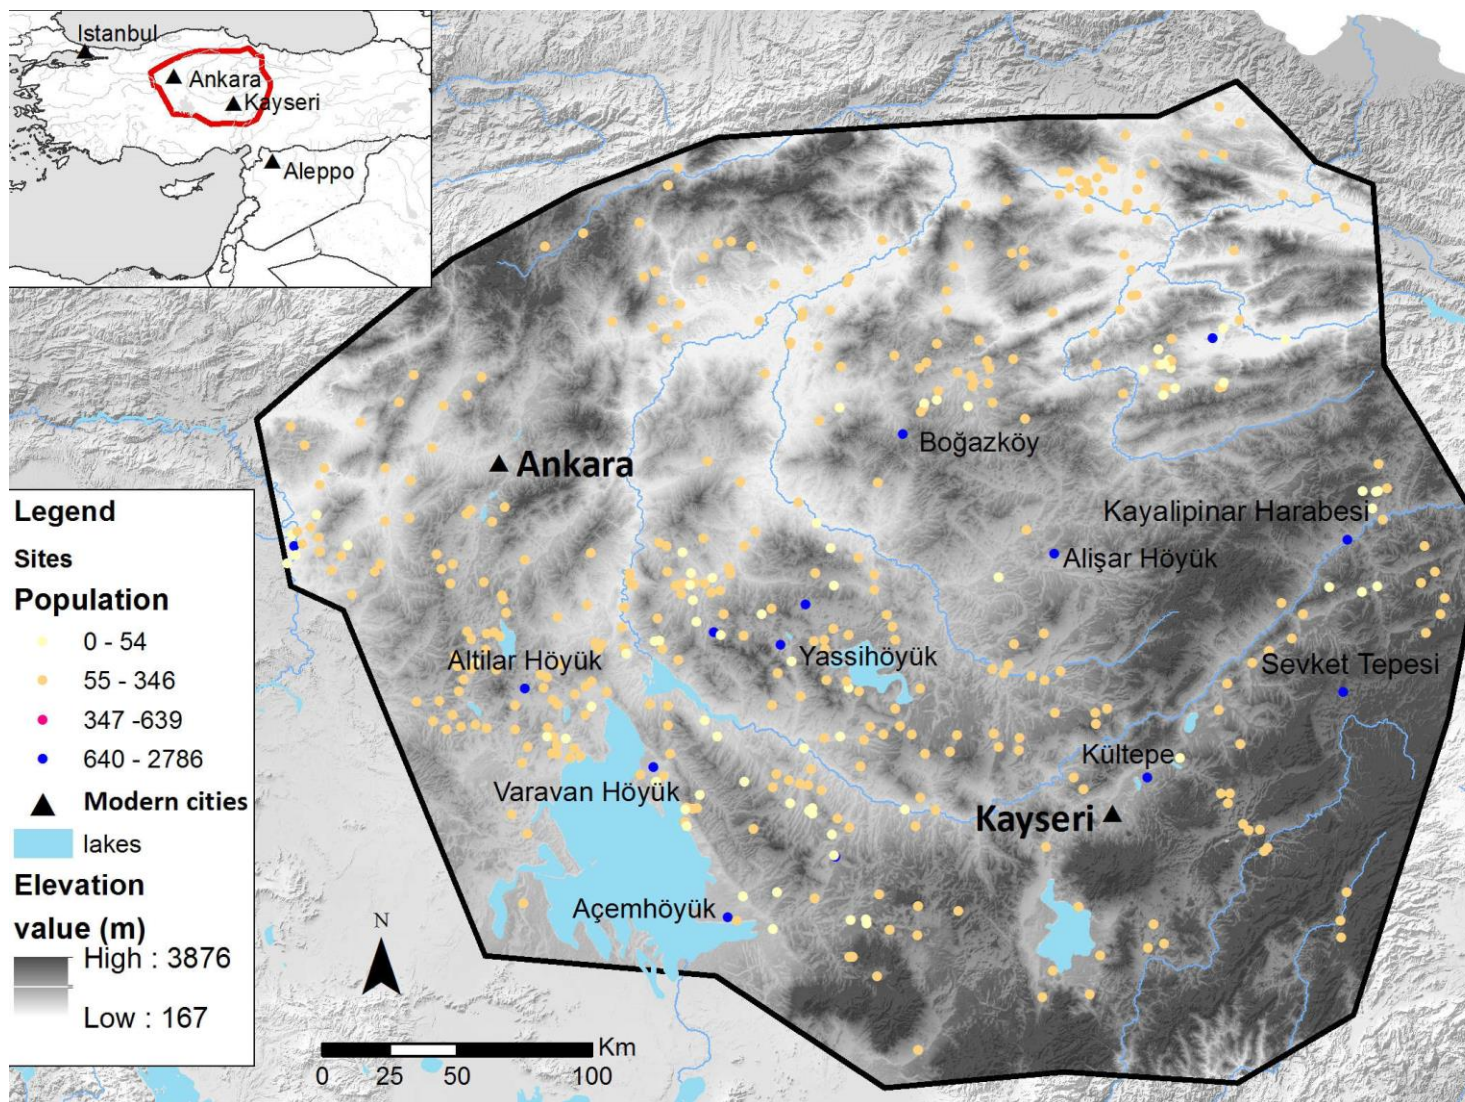 Istanbul
Ankara
Kayseri
Aleppo
Ankara
Boğazköy
Kayalipinar Harabesi
Alişar Höyük
Altilar Höyük
Yassihöyük
Sevket Tepesi
Kültepe
Varavan Höyük
Kayseri
Açemhöyük
Legend
Sites
Population
0 - 54
55 - 346
347 -639
640 - 2786
Modern cities
lakes
Elevation
value (m)
High : 3876
Low : 167
N
Km
0 25 50 100